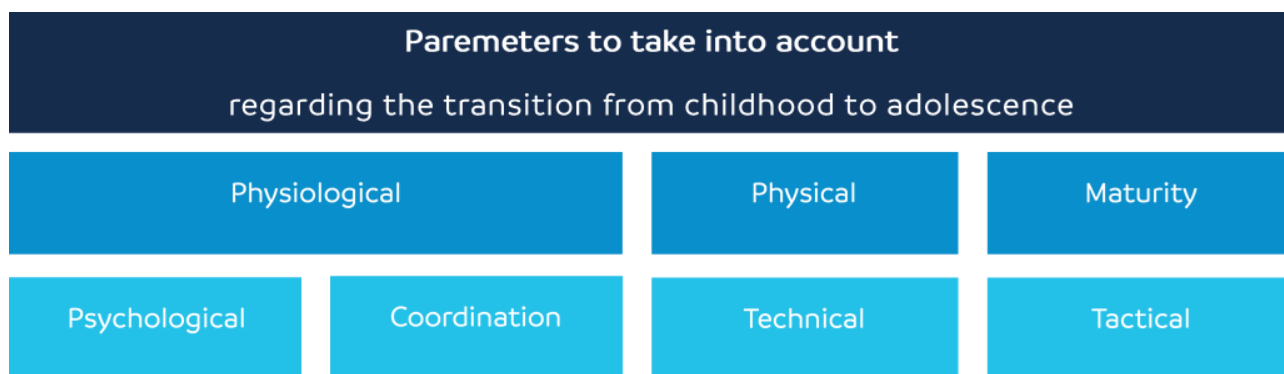 Paremeters to take into account
regarding the transition from childhood to adolescence
Physiological
Physical
Maturity
Psychological
Coordination
Technical
Tactical